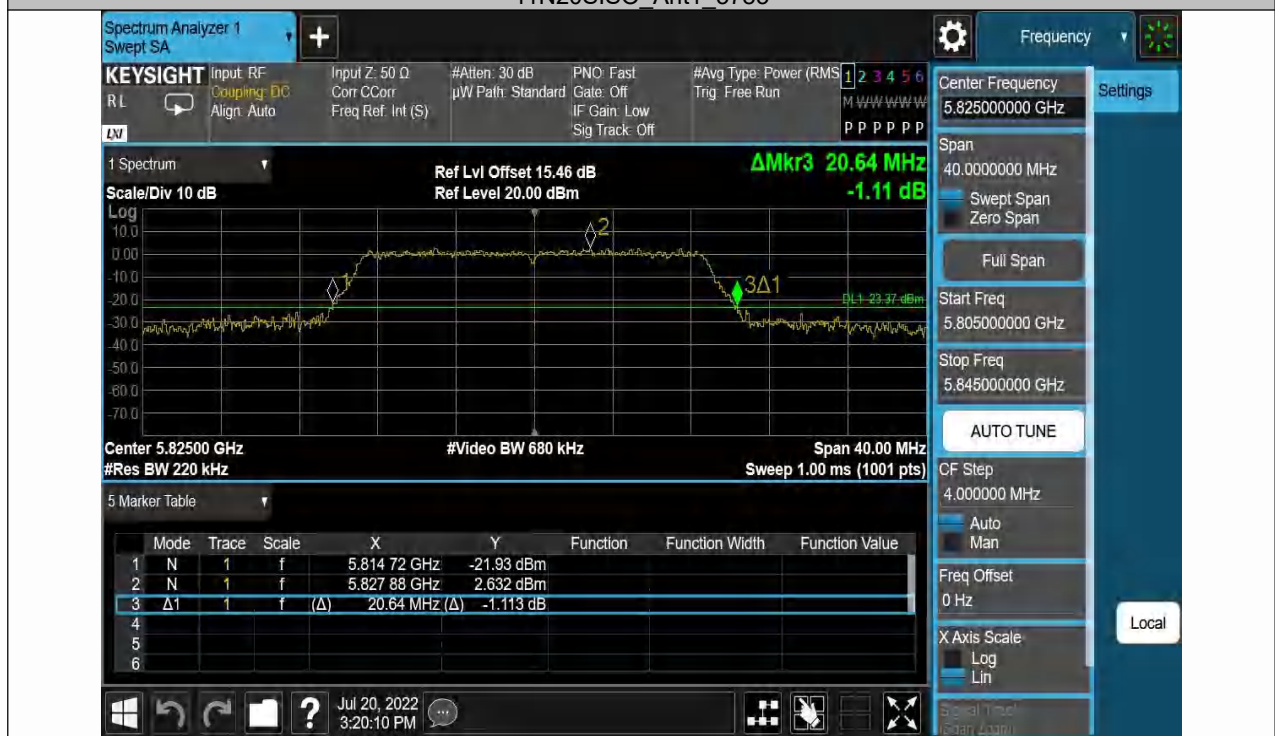 Spectrum Analyzer 1
Swept SA
Frequency
KEYSIGHT
Input: RF
Coupling: DC
Align: Auto
Input Z: 50 Ω
Corr CCorr
Freq Ref: Int (S)
#Atten: 30 dB
µW Path: Standard
PNO: Fast
Gate: Off
IF Gain: Low
Sig Track: Off
#Avg Type: Power (RMS
Trig: Free Run
1 2 3 4 5 6
M W W W W W
P P P P P P
R L
LXI
Center Frequency
5.825000000 GHz
Settings
Span
40.0000000 MHz
Swept Span
Zero Span
Full Span
Start Freq
5.805000000 GHz
Stop Freq
5.845000000 GHz
AUTO TUNE
CF Step
4.000000 MHz
Auto
Man
Freq Offset
0 Hz
X Axis Scale
Log
Lin
Local
1 Spectrum
Scale/Div 10 dB
Ref Lvl Offset 15.46 dB
Ref Level 20.00 dBm
ΔMkr3 20.64 MHz
-1.11 dB
Log
10.0
0.00
-10.0
-20.0
-30.0
-40.0
-50.0
-60.0
-70.0
1
2
3Δ1
DL1 -23.37 dBm
Center 5.82500 GHz
#Video BW 680 kHz
Span 40.00 MHz
#Res BW 220 kHz
Sweep 1.00 ms (1001 pts)
5 Marker Table
Mode Trace Scale X Y Function Function Width Function Value
1 N 1 f 5.814 72 GHz -21.93 dBm
2 N 1 f 5.827 88 GHz 2.632 dBm
3 Δ1 1 f (Δ) 20.64 MHz (Δ) -1.113 dB
4
5
6
?
Jul 20, 2022
3:20:10 PM